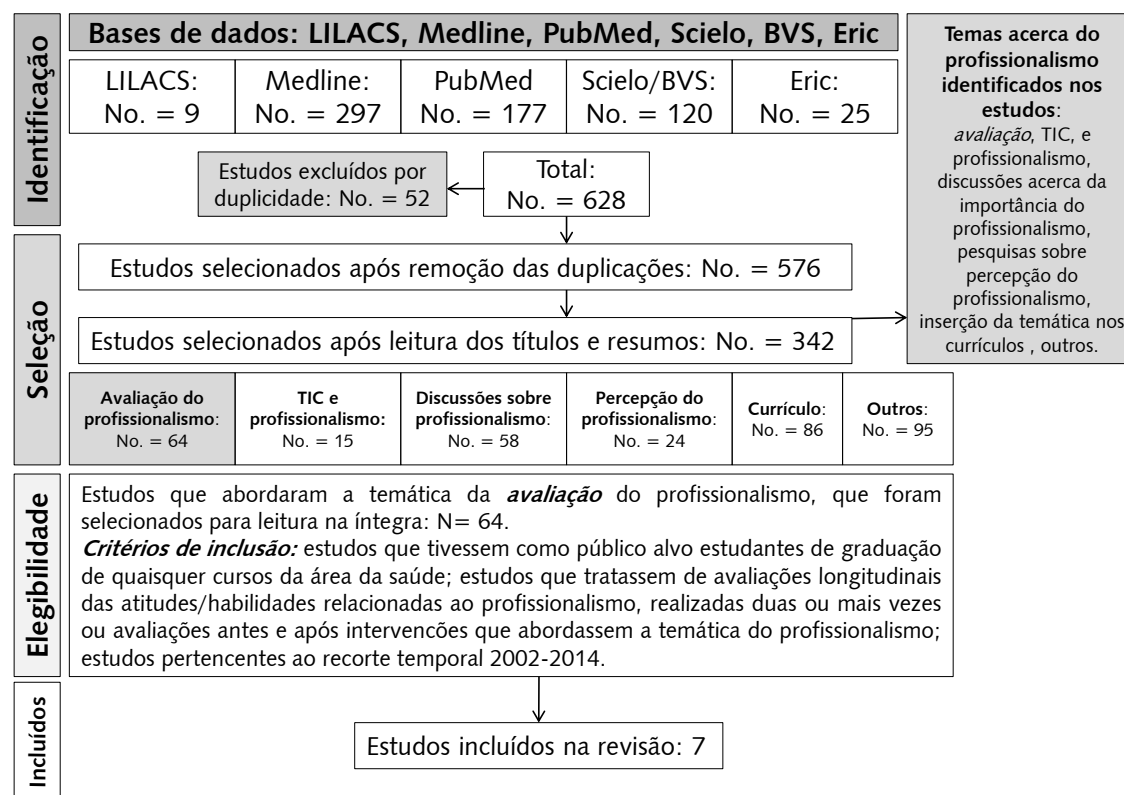 Identificação
Bases de dados: LILACS, Medline, PubMed, Scielo, BVS, Eric
LILACS:
No. = 9
Medline:
No. = 297
PubMed
No. = 177
Scielo/BVS:
No. = 120
Eric:
No. = 25
Estudos excluídos por
duplicidade: No. = 52
Total:
No. = 628
Temas acerca do
profissionalismo
identificados nos
estudos:
avaliação, TIC, e
profissionalismo,
discussões acerca da
importância do
profissionalismo,
pesquisas sobre
percepção do
profissionalismo,
inserção da temática nos
currículos , outros.
Seleção
Estudos selecionados após remoção das duplicações: No. = 576
Estudos selecionados após leitura dos títulos e resumos: No. = 342
Avaliação do
profissionalismo:
No. = 64
TIC e
profissionalismo:
No. = 15
Discussões sobre
profissionalismo:
No. = 58
Percepção do
profissionalismo:
No. = 24
Currículo:
No. = 86
Outros:
No. = 95
Elegibilidade
Estudos que abordaram a temática da avaliação do profissionalismo, que foram
selecionados para leitura na íntegra: N= 64.
Critérios de inclusão: estudos que tivessem como público alvo estudantes de graduação
de quaisquer cursos da área da saúde; estudos que tratassem de avaliações longitudinais
das atitudes/habilidades relacionadas ao profissionalismo, realizadas duas ou mais vezes
ou avaliações antes e após intervencões que abordassem a temática do profissionalismo;
estudos pertencentes ao recorte temporal 2002-2014.
Incluídos
Estudos incluídos na revisão: 7